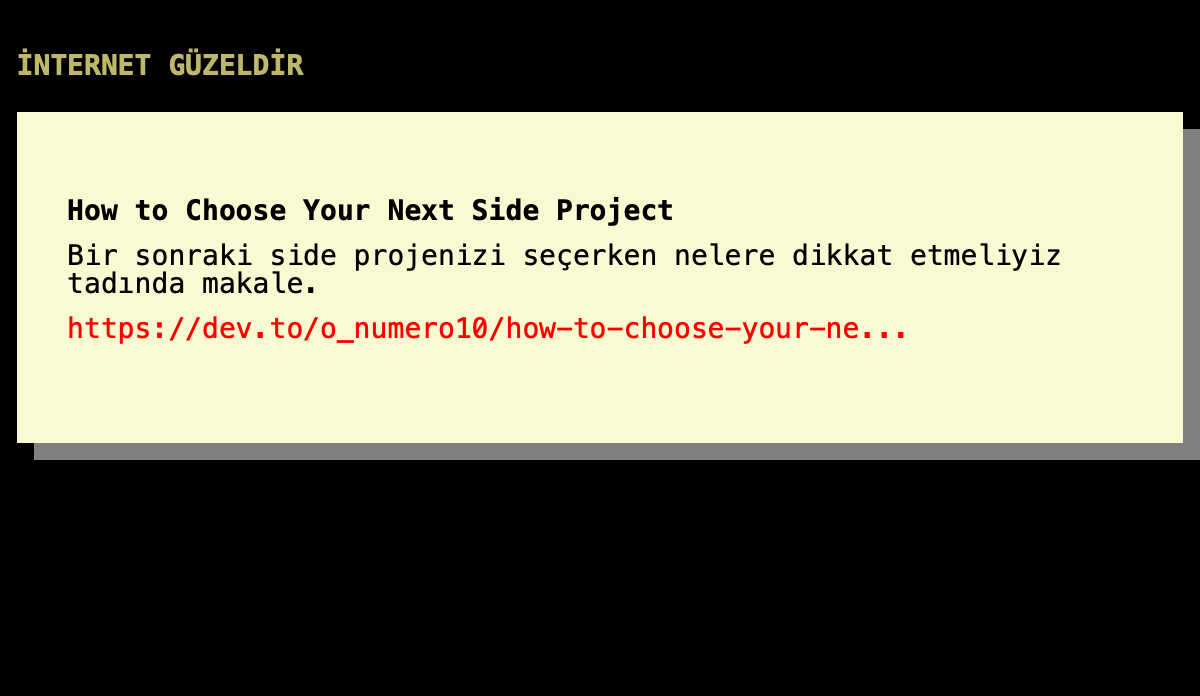 İNTERNET GÜZELDİR
How to Choose Your Next Side Project
Bir sonraki side projenizi seçerken nelere dikkat etmeliyiz
tadında makale.
https://dev.to/o_numero10/how-to-choose-your-ne...